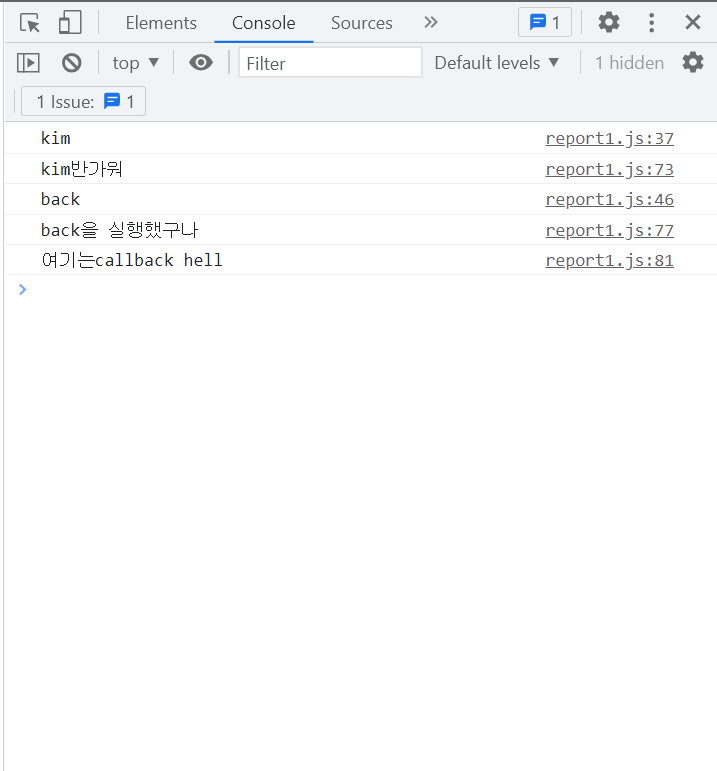 Elements Console Sources 1
top Filter Default levels 1 hidden
1 Issue: 1
kim report1.js:37
kim반가워 report1.js:73
back report1.js:46
back을 실행했구나 report1.js:77
여기는callback hell report1.js:81